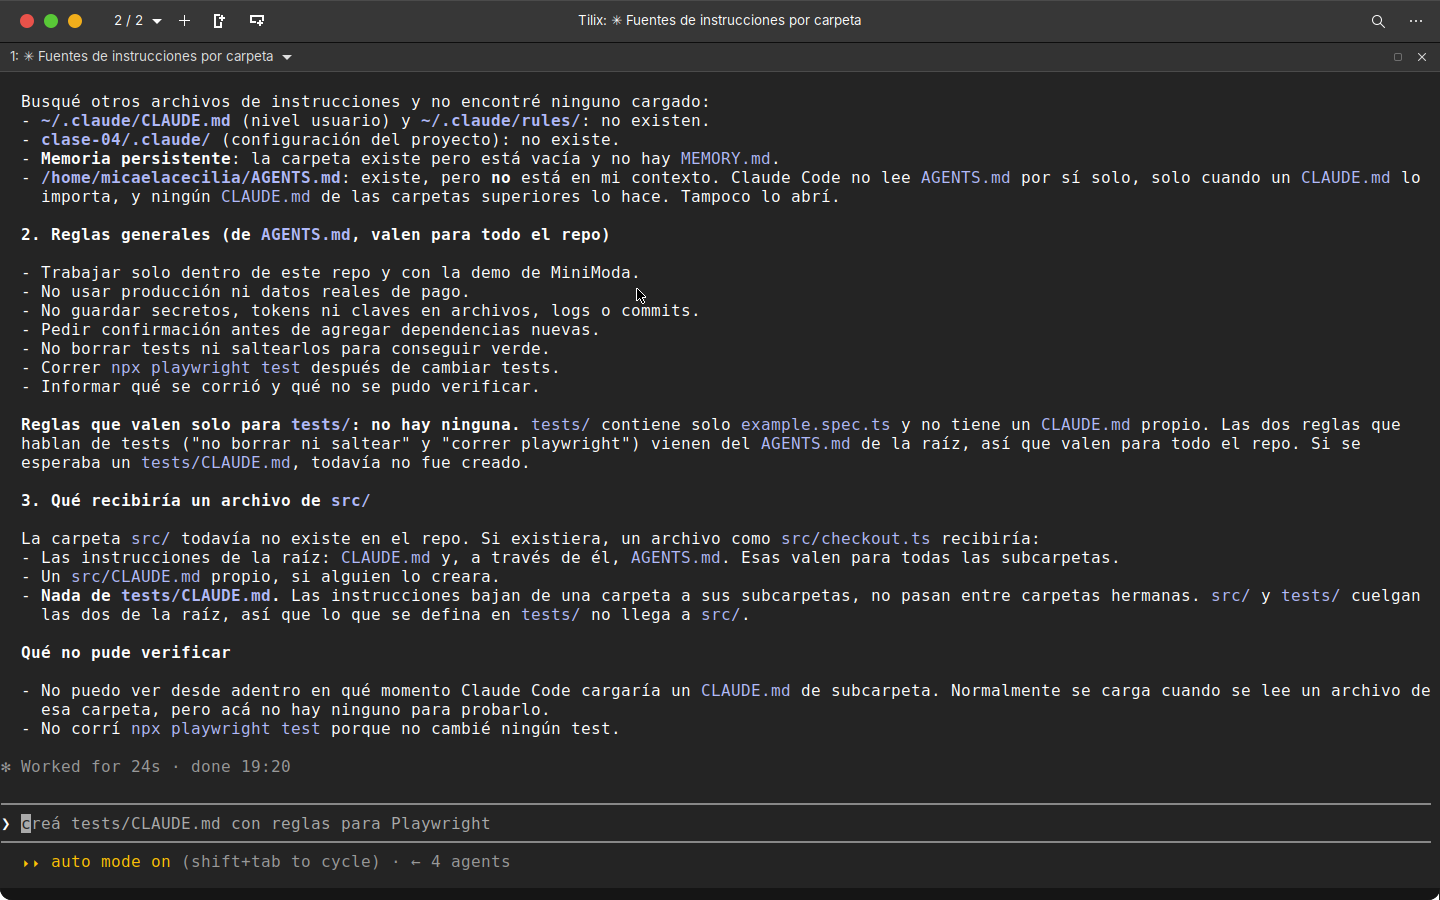 2 / 2
Tilix: ✳ Fuentes de instrucciones por carpeta
1: ✳ Fuentes de instrucciones por carpeta
Busqué otros archivos de instrucciones y no encontré ninguno cargado:
- ~/.claude/CLAUDE.md (nivel usuario) y ~/.claude/rules/: no existen.
- clase-04/.claude/ (configuración del proyecto): no existe.
- Memoria persistente: la carpeta existe pero está vacía y no hay MEMORY.md.
- /home/micaelacecilia/AGENTS.md: existe, pero no está en mi contexto. Claude Code no lee AGENTS.md por sí solo, solo cuando un CLAUDE.md lo
importa, y ningún CLAUDE.md de las carpetas superiores lo hace. Tampoco lo abrí.
2. Reglas generales (de AGENTS.md, valen para todo el repo)
- Trabajar solo dentro de este repo y con la demo de MiniModa.
- No usar producción ni datos reales de pago.
- No guardar secretos, tokens ni claves en archivos, logs o commits.
- Pedir confirmación antes de agregar dependencias nuevas.
- No borrar tests ni saltearlos para conseguir verde.
- Correr npx playwright test después de cambiar tests.
- Informar qué se corrió y qué no se pudo verificar.
Reglas que valen solo para tests/: no hay ninguna. tests/ contiene solo example.spec.ts y no tiene un CLAUDE.md propio. Las dos reglas que
hablan de tests ("no borrar ni saltear" y "correr playwright") vienen del AGENTS.md de la raíz, así que valen para todo el repo. Si se
esperaba un tests/CLAUDE.md, todavía no fue creado.
3. Qué recibiría un archivo de src/
La carpeta src/ todavía no existe en el repo. Si existiera, un archivo como src/checkout.ts recibiría:
- Las instrucciones de la raíz: CLAUDE.md y, a través de él, AGENTS.md. Esas valen para todas las subcarpetas.
- Un src/CLAUDE.md propio, si alguien lo creara.
- Nada de tests/CLAUDE.md. Las instrucciones bajan de una carpeta a sus subcarpetas, no pasan entre carpetas hermanas. src/ y tests/ cuelgan
las dos de la raíz, así que lo que se defina en tests/ no llega a src/.
Qué no pude verificar
- No puedo ver desde adentro en qué momento Claude Code cargaría un CLAUDE.md de subcarpeta. Normalmente se carga cuando se lee un archivo de
esa carpeta, pero acá no hay ninguno para probarlo.
- No corrí npx playwright test porque no cambié ningún test.
✻ Worked for 24s · done 19:20
❯ creá tests/CLAUDE.md con reglas para Playwright
⏵⏵ auto mode on (shift+tab to cycle) · ← 4 agents